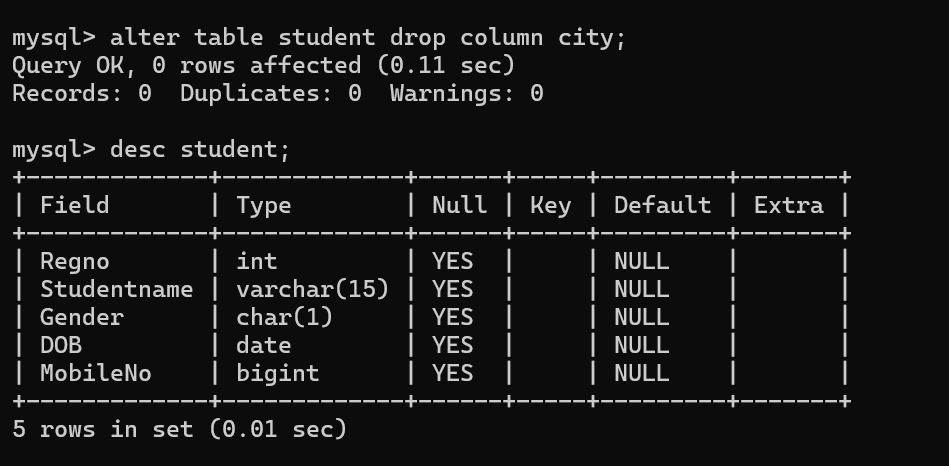 mysql> alter table student drop column city;
Query OK, 0 rows affected (0.11 sec)
Records: 0  Duplicates: 0  Warnings: 0

mysql> desc student;
+-------------+-------------+------+-----+---------+-------+
| Field       | Type        | Null | Key | Default | Extra |
+-------------+-------------+------+-----+---------+-------+
| Regno       | int         | YES  |     | NULL    |       |
| Studentname | varchar(15) | YES  |     | NULL    |       |
| Gender      | char(1)     | YES  |     | NULL    |       |
| DOB         | date        | YES  |     | NULL    |       |
| MobileNo    | bigint      | YES  |     | NULL    |       |
+-------------+-------------+------+-----+---------+-------+
5 rows in set (0.01 sec)